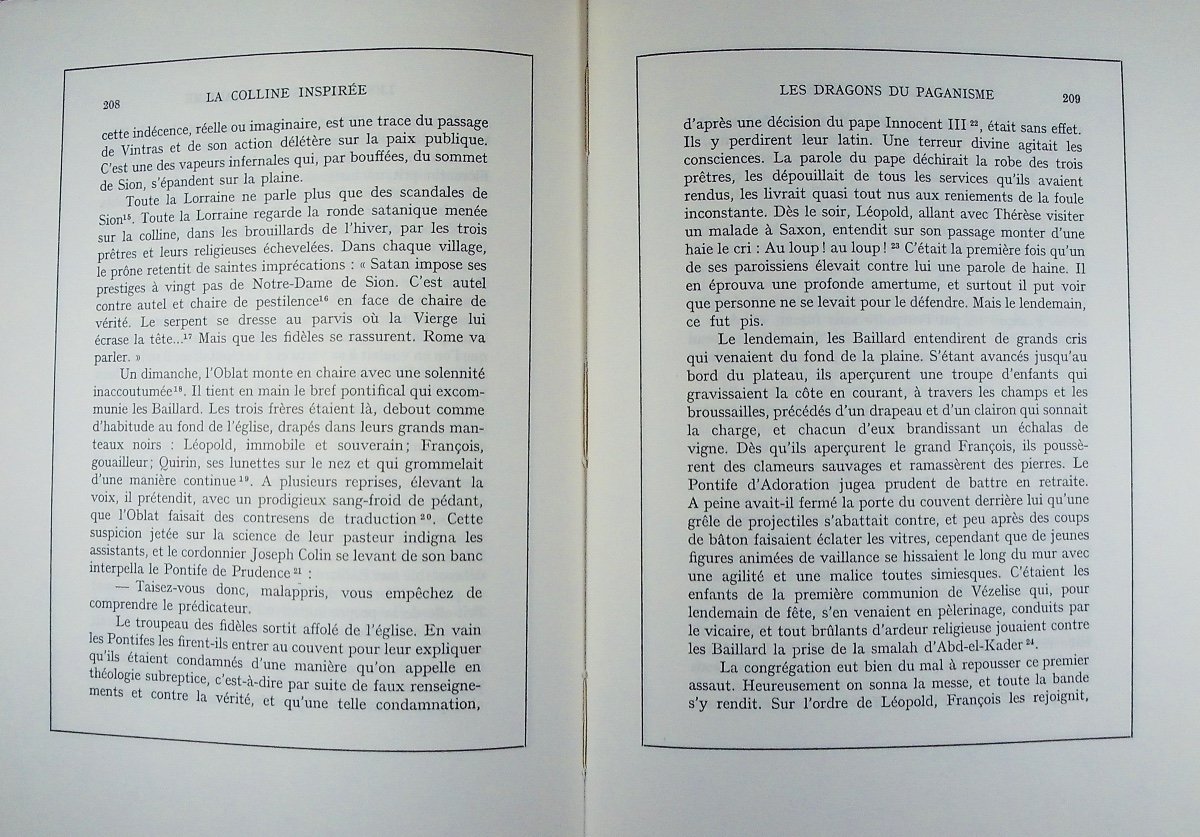 208
LA COLLINE INSPIRÉE
cette indécence, réelle ou imaginaire, est une trace du passage
de Vintras et de son action délétère sur la paix publique.
C'est une des vapeurs infernales qui, par bouffées, du sommet
de Sion, s'épandent sur la plaine.
Toute la Lorraine ne parle plus que des scandales de
Sion¹⁵. Toute la Lorraine regarde la ronde satanique menée
sur la colline, dans les brouillards de l'hiver, par les trois
prêtres et leurs religieuses échevelées. Dans chaque village,
le prône retentit de saintes imprécations : « Satan impose ses
prestiges à vingt pas de Notre-Dame de Sion. C'est autel
contre autel et chaire de pestilence¹⁶ en face de chaire de
vérité. Le serpent se dresse au parvis où la Vierge lui
écrase la tête...¹⁷ Mais que les fidèles se rassurent. Rome va
parler. »
Un dimanche, l'Oblat monte en chaire avec une solennité
inaccoutumée¹⁸. Il tient en main le bref pontifical qui excom-
munie les Baillard. Les trois frères étaient là, debout comme
d'habitude au fond de l'église, drapés dans leurs grands man-
teaux noirs : Léopold, immobile et souverain; François,
gouailleur; Quirin, ses lunettes sur le nez et qui grommelait
d'une manière continue¹⁹. A plusieurs reprises, élevant la
voix, il prétendit, avec un prodigieux sang-froid de pédant,
que l'Oblat faisait des contresens de traduction²⁰. Cette
suspicion jetée sur la science de leur pasteur indigna les
assistants, et le cordonnier Joseph Colin se levant de son banc
interpella le Pontife de Prudence²¹ :
— Taisez-vous donc, malappris, vous empêchez de
comprendre le prédicateur.
Le troupeau des fidèles sortit affolé de l'église. En vain
les Pontifes les firent-ils entrer au couvent pour leur expliquer
qu'ils étaient condamnés d'une manière qu'on appelle en
théologie subreptice, c'est-à-dire par suite de faux renseigne-
ments et contre la vérité, et qu'une telle condamnation,
LES DRAGONS DU PAGANISME
209
d'après une décision du pape Innocent III²², était sans effet.
Ils y perdirent leur latin. Une terreur divine agitait les
consciences. La parole du pape déchirait la robe des trois
prêtres, les dépouillait de tous les services qu'ils avaient
rendus, les livrait quasi tout nus aux reniements de la foule
inconstante. Dès le soir, Léopold, allant avec Thérèse visiter
un malade à Saxon, entendit sur son passage monter d'une
haie le cri : Au loup! au loup! ²³ C'était la première fois qu'un
de ses paroissiens élevait contre lui une parole de haine. Il
en éprouva une profonde amertume, et surtout il put voir
que personne ne se levait pour le défendre. Mais le lendemain,
ce fut pis.
Le lendemain, les Baillard entendirent de grands cris
qui venaient du fond de la plaine. S'étant avancés jusqu'au
bord du plateau, ils aperçurent une troupe d'enfants qui
gravissaient la côte en courant, à travers les champs et les
broussailles, précédés d'un drapeau et d'un clairon qui sonnait
la charge, et chacun d'eux brandissant un échalas de
vigne. Dès qu'ils aperçurent le grand François, ils poussè-
rent des clameurs sauvages et ramassèrent des pierres. Le
Pontife d'Adoration jugea prudent de battre en retraite.
A peine avait-il fermé la porte du couvent derrière lui qu'une
grêle de projectiles s'abattait contre, et peu après des coups
de bâton faisaient éclater les vitres, cependant que de jeunes
figures animées de vaillance se hissaient le long du mur avec
une agilité et une malice toutes simiesques. C'étaient les
enfants de la première communion de Vézelise qui, pour
lendemain de fête, s'en venaient en pèlerinage, conduits par
le vicaire, et tout brûlants d'ardeur religieuse jouaient contre
les Baillard la prise de la smalah d'Abd-el-Kader²⁴.
La congrégation eut bien du mal à repousser ce premier
assaut. Heureusement on sonna la messe, et toute la bande
s'y rendit. Sur l'ordre de Léopold, François les rejoignit,